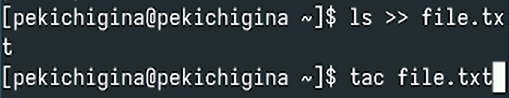 [pekichigina@pekichigina ~]$ ls >> file.tx
t
[pekichigina@pekichigina ~]$ tac file.txt